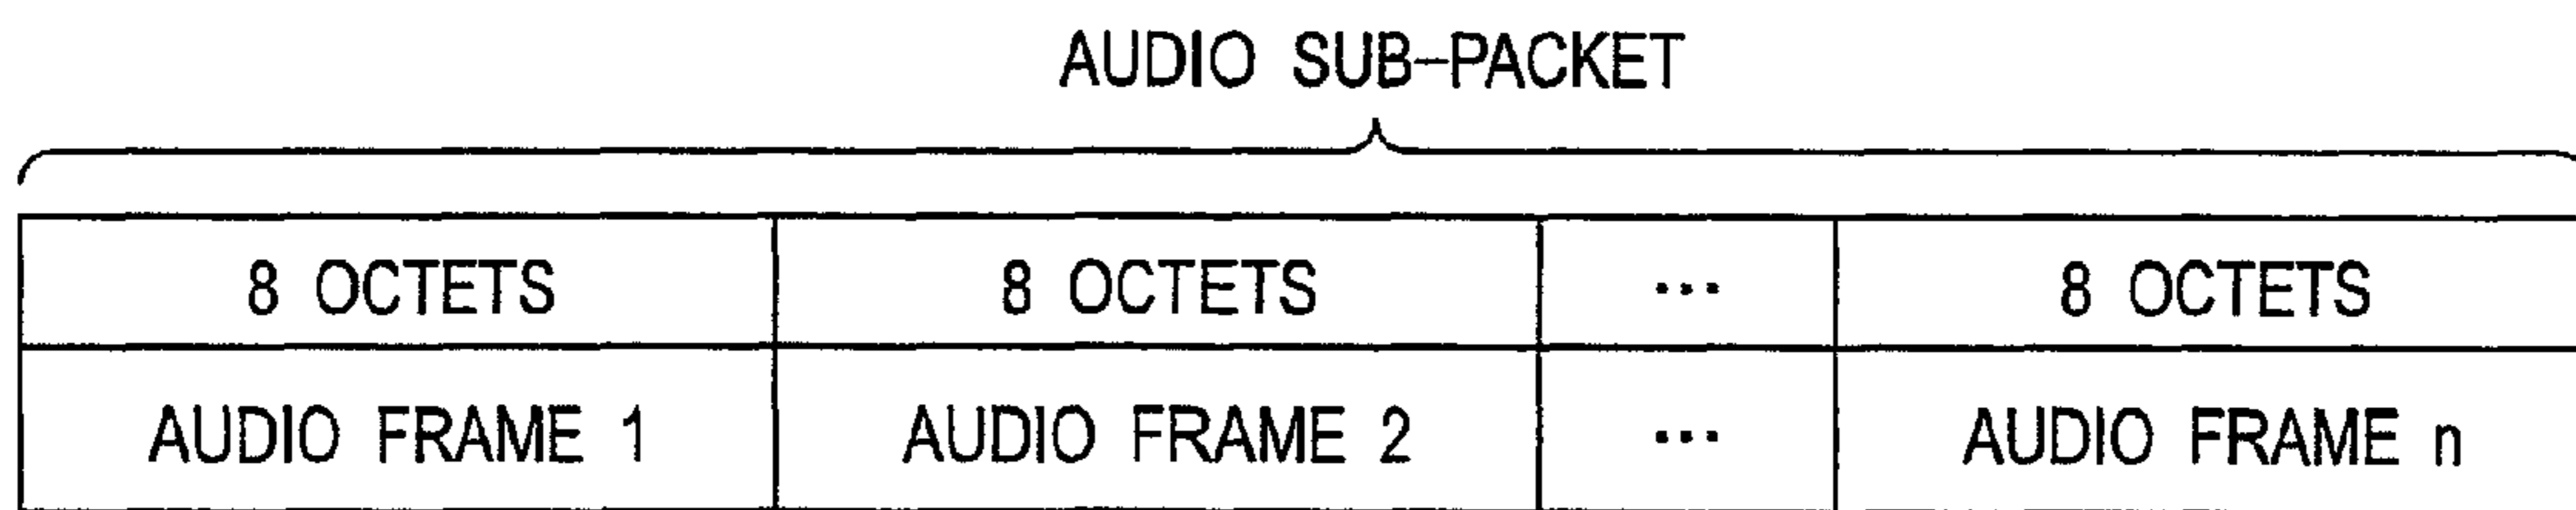 AUDIO SUB-PACKET
8 OCTETS 8 OCTETS ... 8 OCTETS
AUDIO FRAME 1 AUDIO FRAME 2 ... AUDIO FRAME n